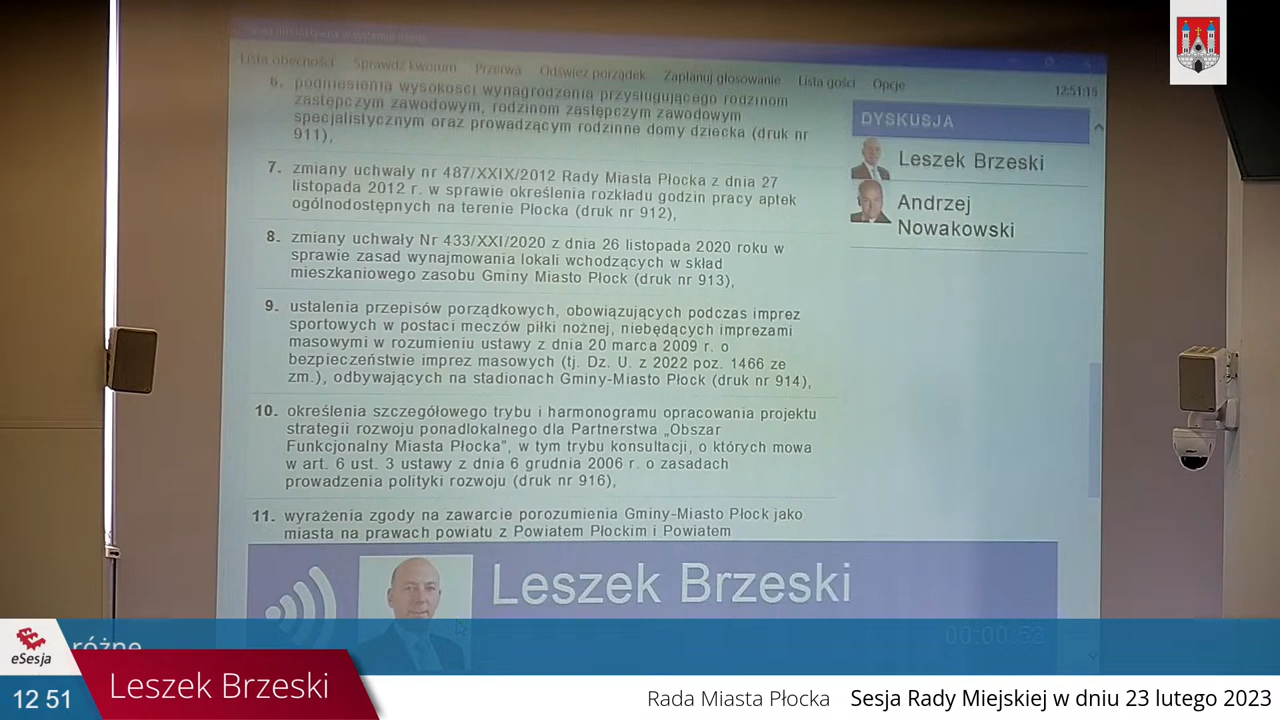 Lista obecności Sprawdź kworum Przerwa Odśwież porządek Zaplanuj głosowanie Lista gości Opcje 12:51:15
6. podniesienia wysokości wynagrodzenia przysługującego rodzinom
zastępczym zawodowym, rodzinom zastępczym zawodowym
specjalistycznym oraz prowadzącym rodzinne domy dziecka (druk nr
911),
7. zmiany uchwały nr 487/XXIX/2012 Rady Miasta Płocka z dnia 27
listopada 2012 r. w sprawie określenia rozkładu godzin pracy aptek
ogólnodostępnych na terenie Płocka (druk nr 912),
8. zmiany uchwały Nr 433/XXI/2020 z dnia 26 listopada 2020 roku w
sprawie zasad wynajmowania lokali wchodzących w skład
mieszkaniowego zasobu Gminy Miasto Płock (druk nr 913),
9. ustalenia przepisów porządkowych, obowiązujących podczas imprez
sportowych w postaci meczów piłki nożnej, niebędących imprezami
masowymi w rozumieniu ustawy z dnia 20 marca 2009 r. o
bezpieczeństwie imprez masowych (tj. Dz. U. z 2022 poz. 1466 ze
zm.), odbywających na stadionach Gminy-Miasto Płock (druk nr 914),
10. określenia szczegółowego trybu i harmonogramu opracowania projektu
strategii rozwoju ponadlokalnego dla Partnerstwa „Obszar
Funkcjonalny Miasta Płocka", w tym trybu konsultacji, o których mowa
w art. 6 ust. 3 ustawy z dnia 6 grudnia 2006 r. o zasadach
prowadzenia polityki rozwoju (druk nr 916),
11. wyrażenia zgody na zawarcie porozumienia Gminy-Miasto Płock jako
miasta na prawach powiatu z Powiatem Płockim i Powiatem
DYSKUSJA
Leszek Brzeski
Andrzej
Nowakowski
Leszek Brzeski
00:00:53
różne
eSesja
12 51
Leszek Brzeski
Rada Miasta Płocka Sesja Rady Miejskiej w dniu 23 lutego 2023